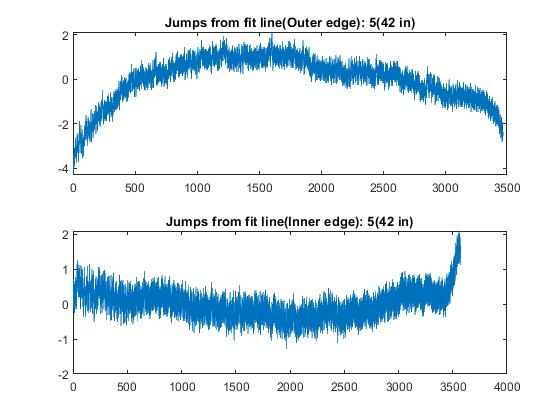 Jumps from fit line(Outer edge): 5(42 in)
2
0
-2
-4
0 500 1000 1500 2000 2500 3000 3500
Jumps from fit line(Inner edge): 5(42 in)
2
1
0
-1
-2
0 500 1000 1500 2000 2500 3000 3500 4000